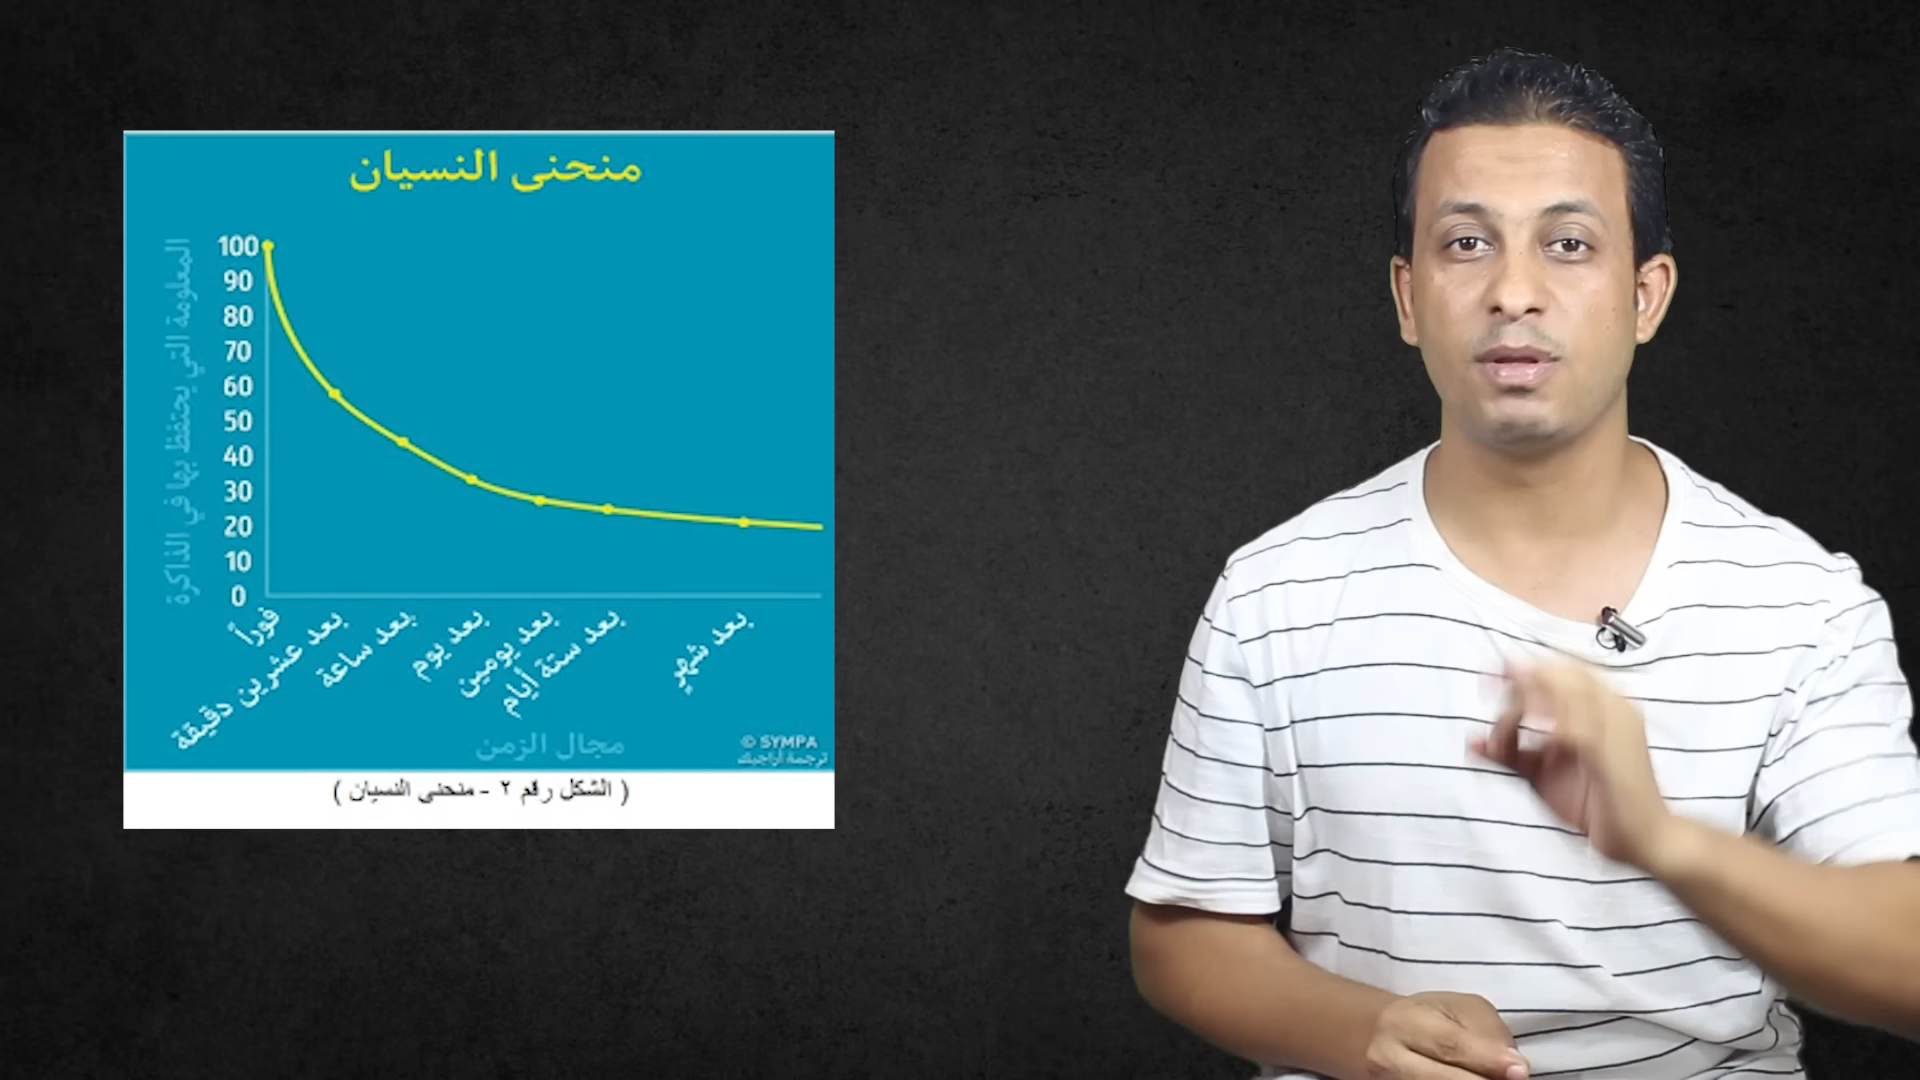 منحنى النسيان
المعلومة التي يحتفظ بها في الذاكرة
100
90
80
70
60
50
40
30
20
10
0
فوراً
بعد عشرين دقيقة
بعد ساعة
بعد يوم
بعد يومين
بعد ستة أيام
بعد شهر
مجال الزمن
© SYMPA
ترجمة أراجيك
( الشكل رقم ٢ - منحنى النسيان )